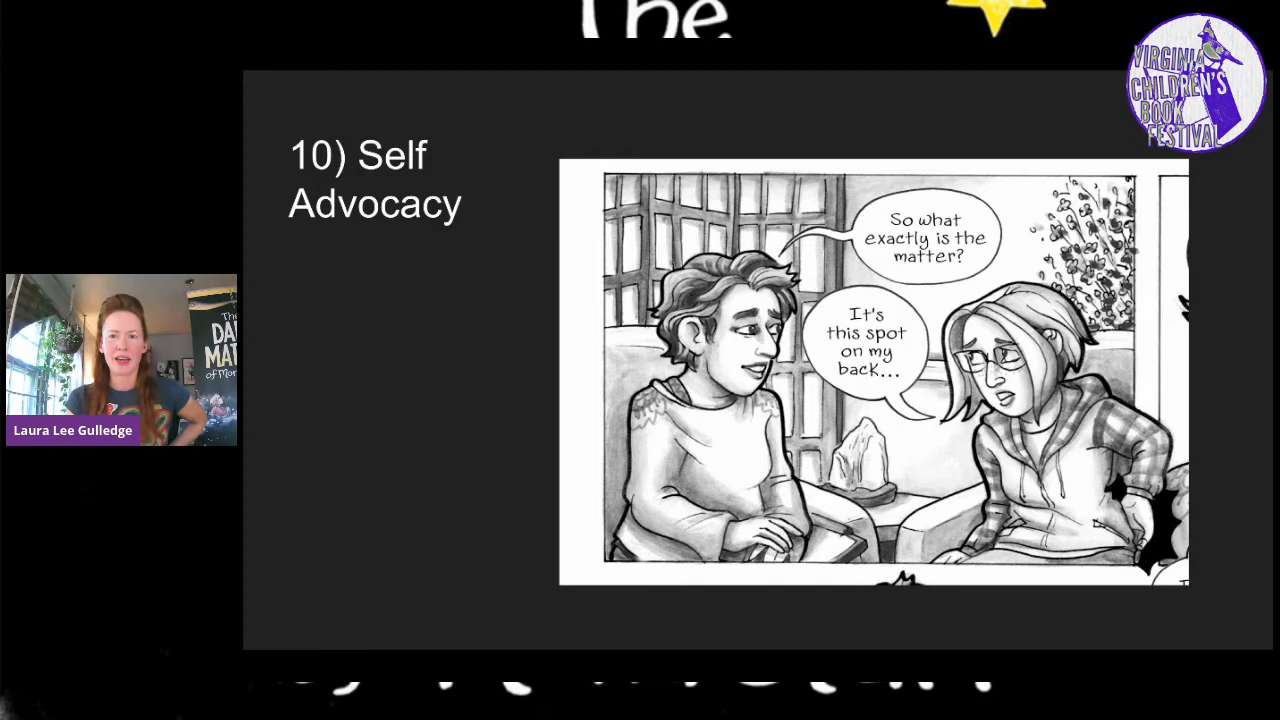 The
VIRGINIA
CHILDREN'S
BOOK
FESTIVAL
10) Self
Advocacy
So what
exactly is the
matter?
It's
this spot
on my
back...
The
Laura Lee Gulledge